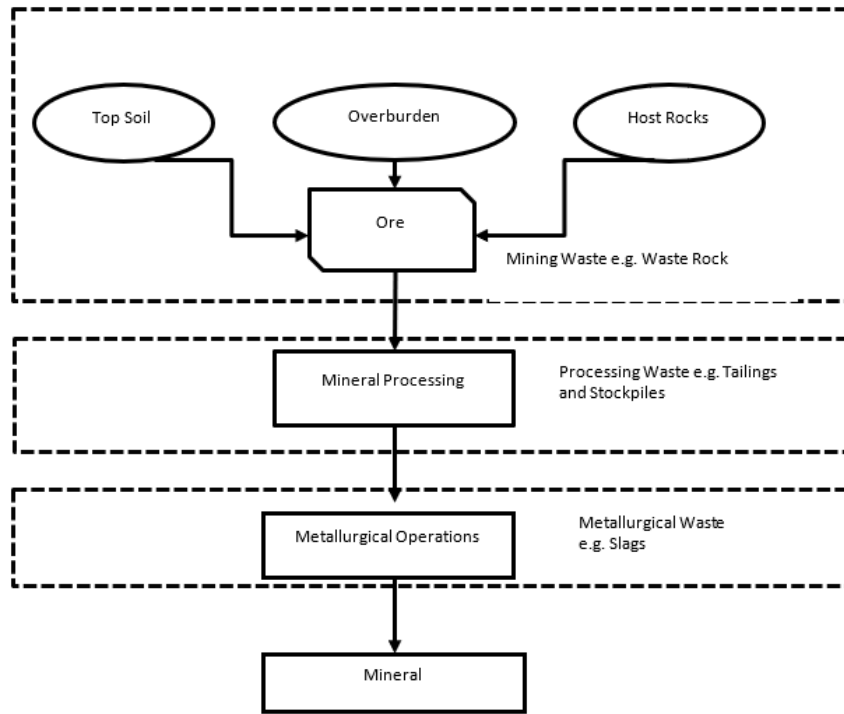 Top Soil
Overburden
Host Rocks
Ore
Mining Waste e.g. Waste Rock
Mineral Processing
Processing Waste e.g. Tailings
and Stockpiles
Metallurgical Operations
Metallurgical Waste
e.g. Slags
Mineral